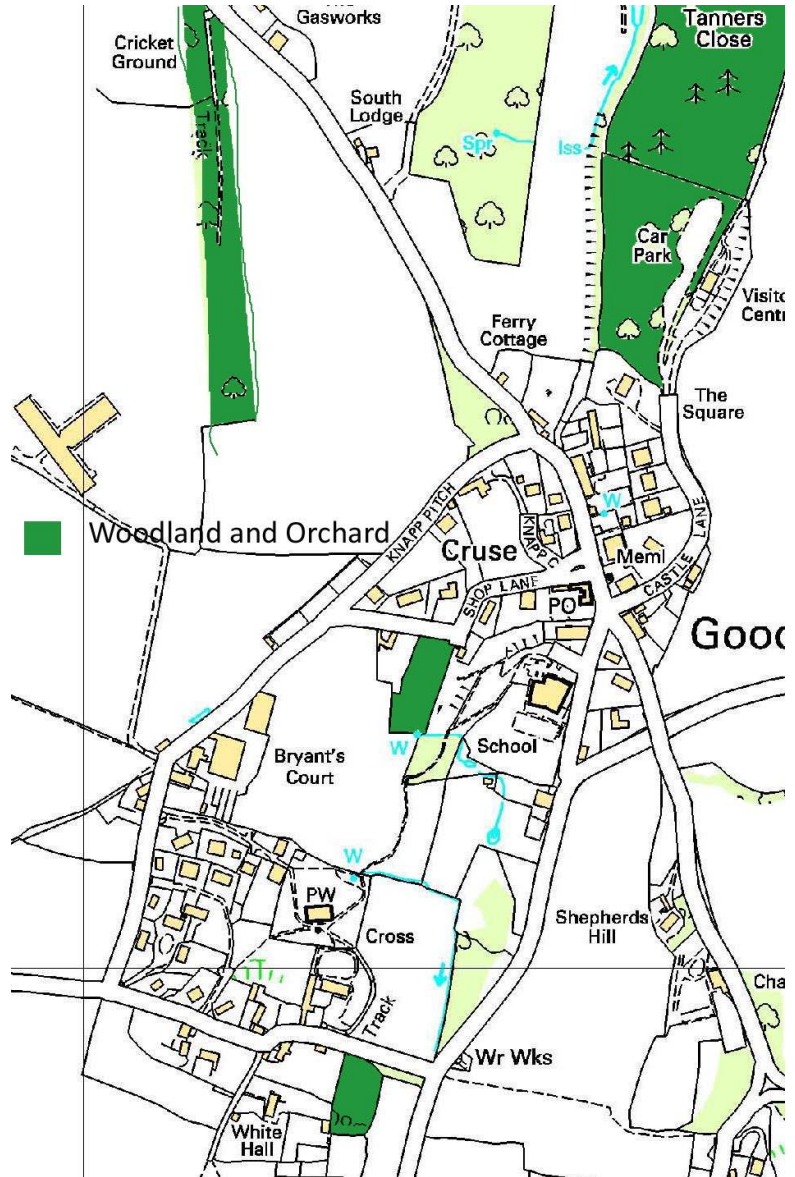 Gasworks
Tanners
Close
Cricket
Ground
South
Lodge
Track
Spr
Iss
Car
Park
Visito
Centr
Ferry
Cottage
The
Square
KNAPP PITCH
W
Woodland and Orchard
Cruse
KNAPP C
Meml
CASTLE LANE
SHOP LANE
PO
Good
School
W
Bryant's
Court
W
PW
Cross
Shepherds
Hill
Cha
Track
Wr Wks
White
Hall